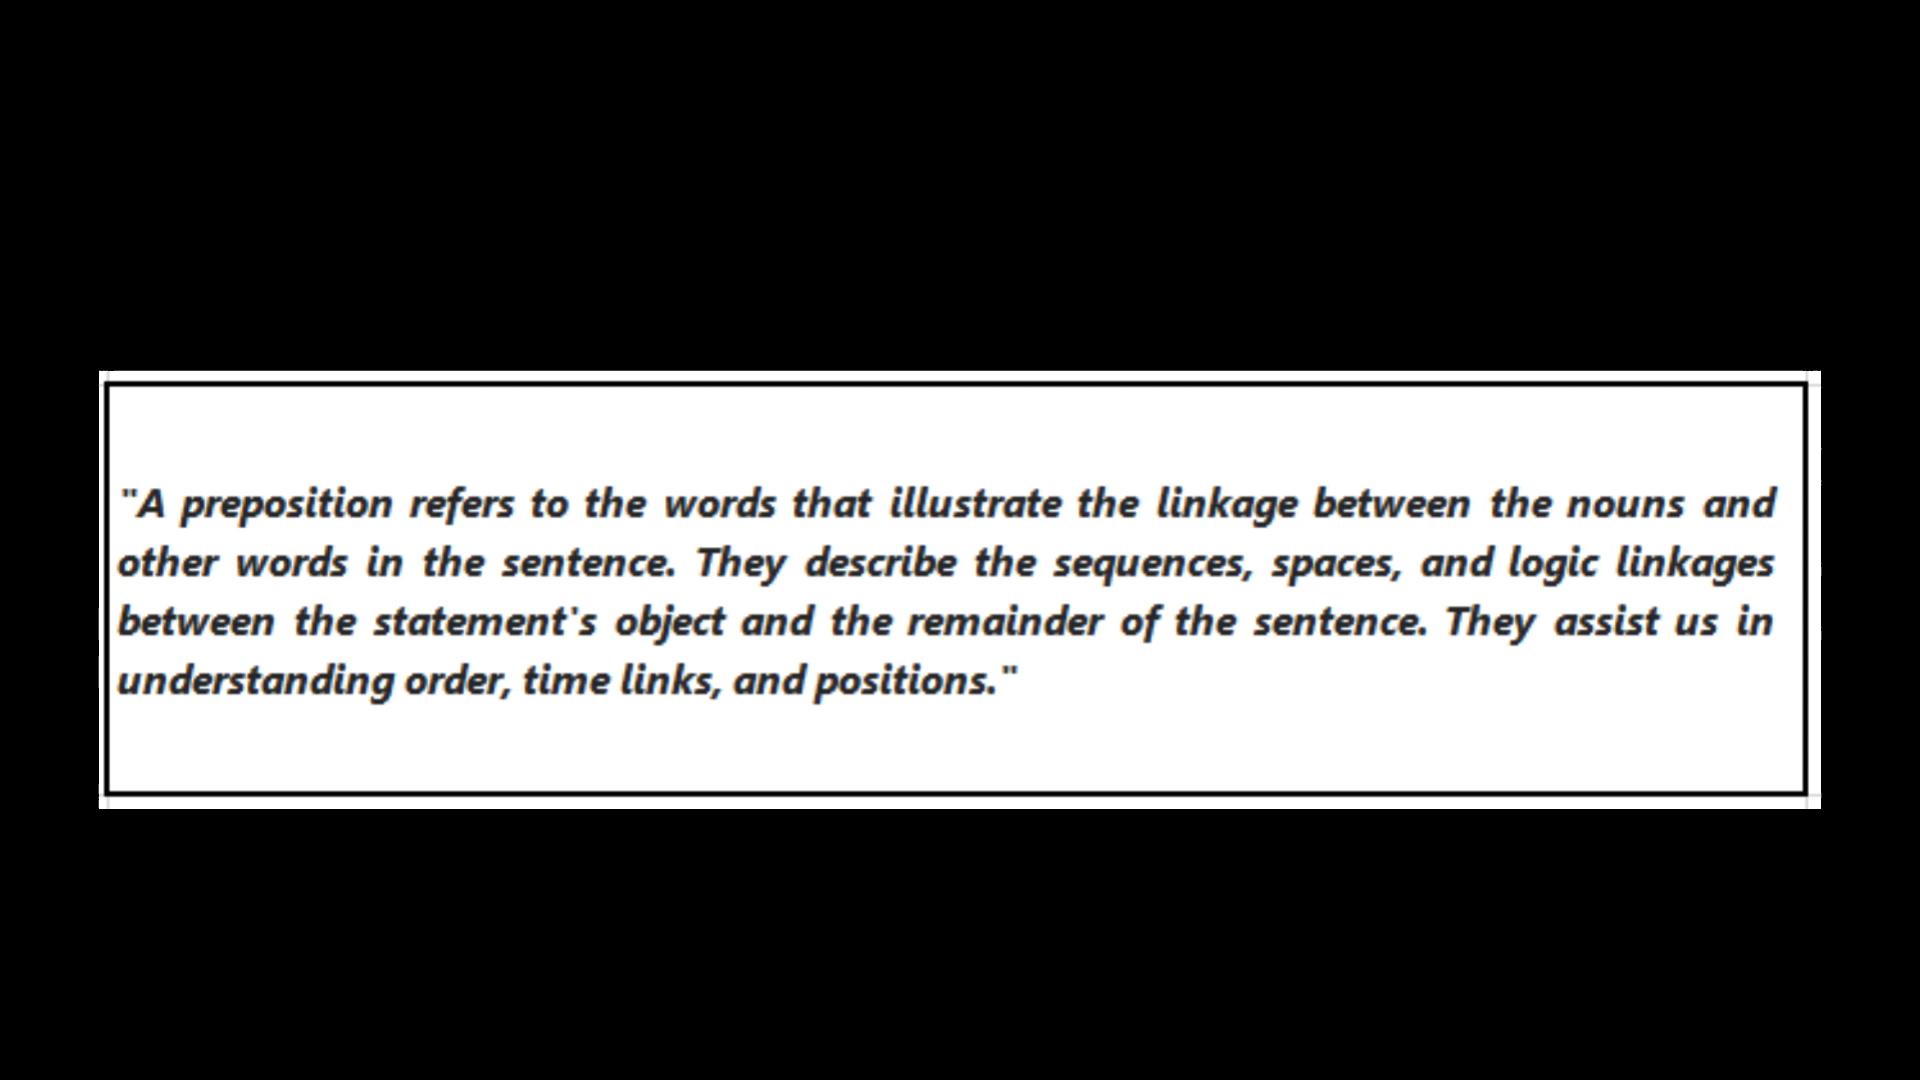 "A preposition refers to the words that illustrate the linkage between the nouns and
other words in the sentence. They describe the sequences, spaces, and logic linkages
between the statement's object and the remainder of the sentence. They assist us in
understanding order, time links, and positions."